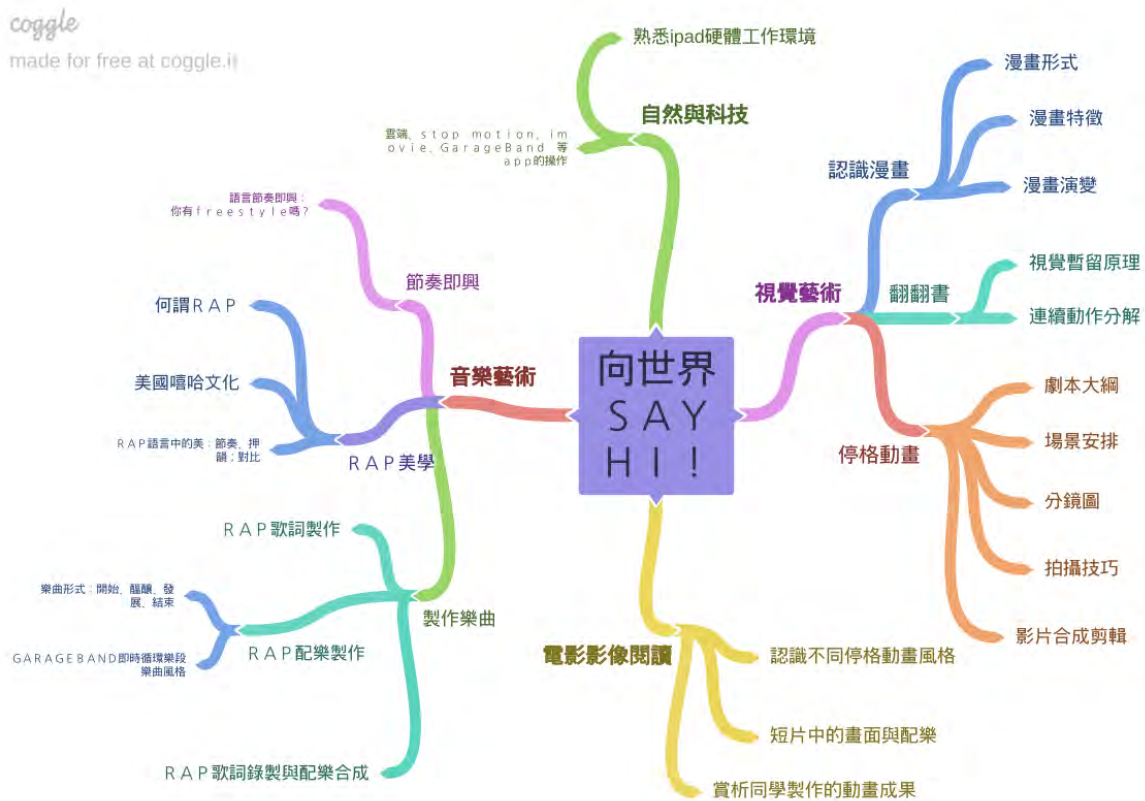 coggle
made for free at coggle.it
熟悉ipad硬體工作環境
自然與科技
雲端、stop motion、im
ovie、GarageBand 等
app的操作
語言節奏即興：
你有freestyle嗎?
節奏即興
何謂RAP
美國嘻哈文化
RAP語言中的美：節奏、押
韻；對比
RAP美學
音樂藝術
RAP歌詞製作
樂曲形式：開始、醞釀、發
展、結束
GARAGEBAND即時循環樂段
樂曲風格
RAP配樂製作
製作樂曲
RAP歌詞錄製與配樂合成
向世界
SAY
HI!
視覺藝術
認識漫畫
漫畫形式
漫畫特徵
漫畫演變
翻翻書
視覺暫留原理
連續動作分解
停格動畫
劇本大綱
場景安排
分鏡圖
拍攝技巧
影片合成剪輯
電影影像閱讀
認識不同停格動畫風格
短片中的畫面與配樂
賞析同學製作的動畫成果